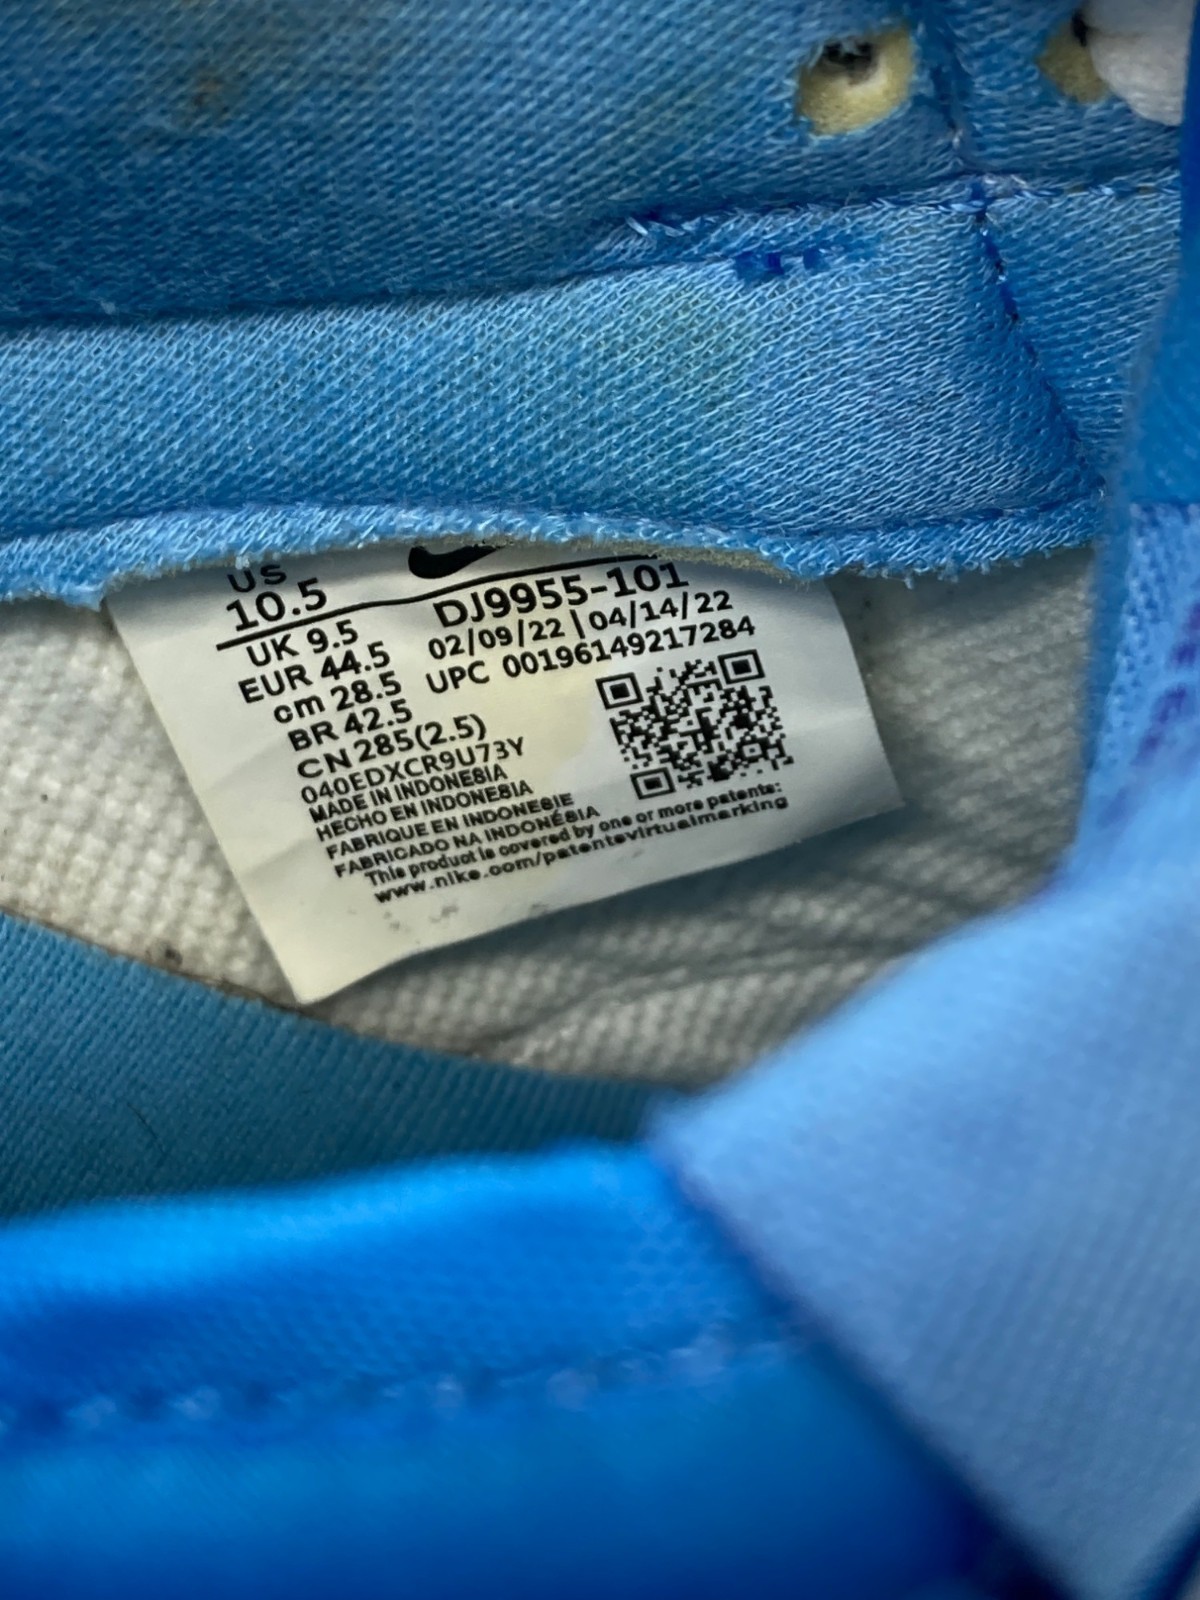 US
10.5
UK 9.5
EUR 44.5
cm 28.5
BR 42.5
CN 285(2.5)
040EDXCR9U73Y
MADE IN INDONESIA
HECHO EN INDONESIA
FABRIQUE EN INDONESIE
FABRICADO NA INDONÉSIA
This product is covered by one or more patents:
www.nike.com/patentsvirtualmarking
DJ9955-101
02/09/22 | 04/14/22
UPC 00196149217284